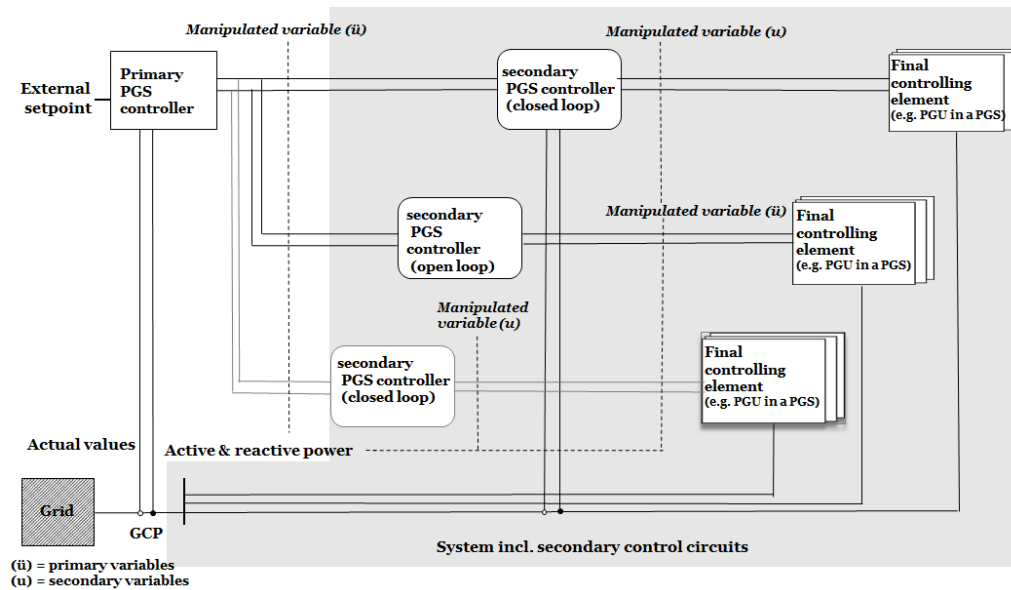 Manipulated variable (ü)
Manipulated variable (u)
External
setpoint
Primary
PGS
controller
secondary
PGS controller
(closed loop)
Final
controlling
element
(e.g. PGU in a PGS)
secondary
PGS
controller
(open loop)
Manipulated variable (ü)
Final
controlling
element
(e.g. PGU in a PGS)
Manipulated
variable (u)
secondary
PGS controller
(closed loop)
Final
controlling
element
(e.g. PGU in a PGS)
Actual values
Active & reactive power
Grid
GCP
System incl. secondary control circuits
(ü) = primary variables
(u) = secondary variables